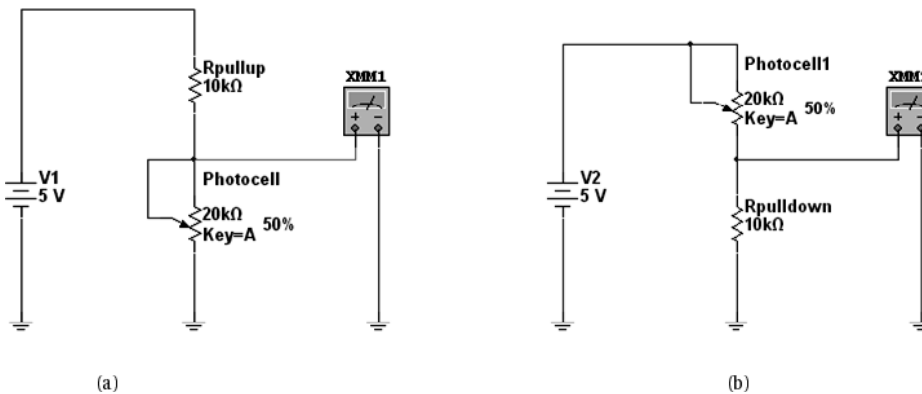 Rpullup
10kΩ
XMM1
+ −
V1
5 V
Photocell
20kΩ
Key=A 50%
(a)
Photocell1
20kΩ
Key=A 50%
+ −
V2
5 V
Rpulldown
10kΩ
(b)